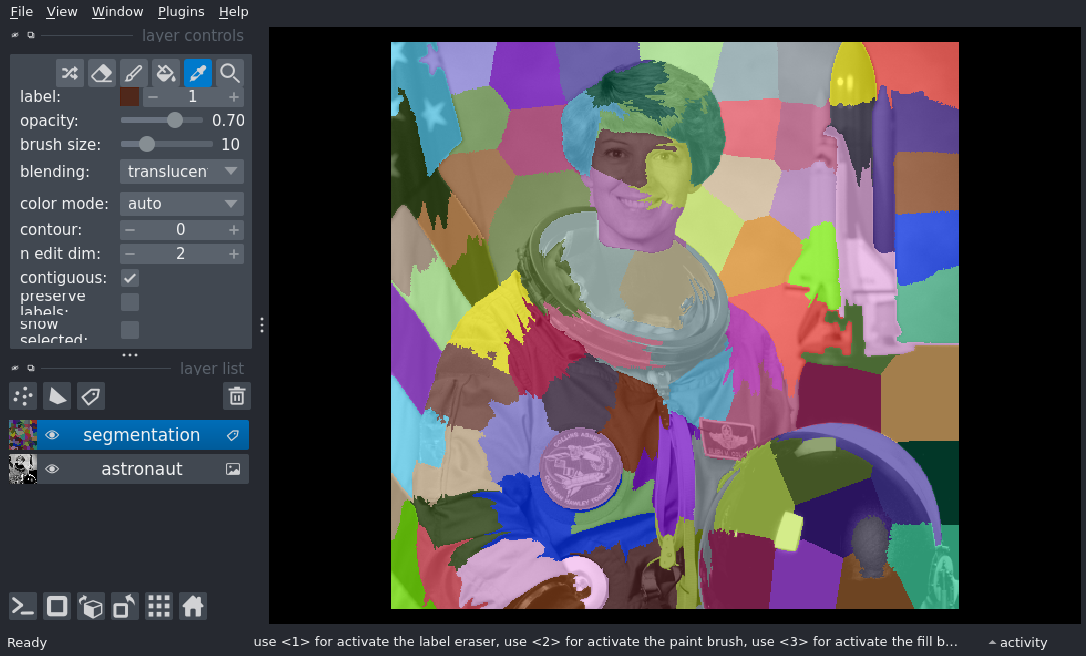 File View Window Plugins Help
layer controls
label: 1
opacity: 0.70
brush size: 10
blending: translucen
color mode: auto
contour: 0
n edit dim: 2
contiguous:
preserve
labels:
show
selected:
layer list
segmentation
astronaut
Ready
use <1> for activate the label eraser, use <2> for activate the paint brush, use <3> for activate the fill b...
activity